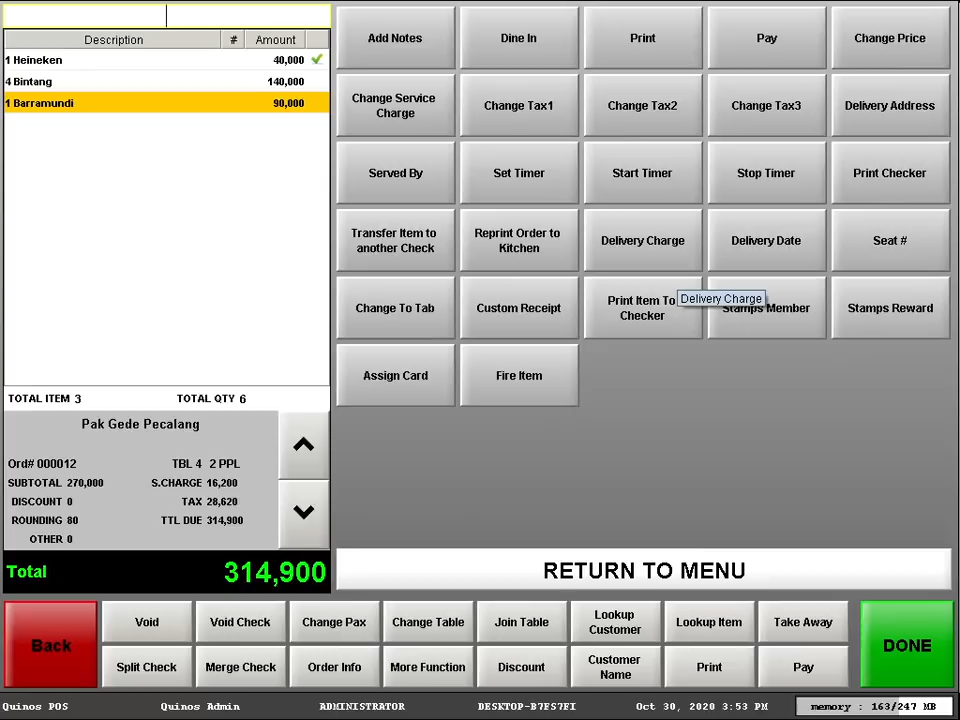 Description # Amount
1 Heineken 40,000
4 Bintang 140,000
1 Barramundi 90,000
TOTAL ITEM 3 TOTAL QTY 6
Pak Gede Pecalang
Ord# 000012 TBL 4 2 PPL
SUBTOTAL 270,000 S.CHARGE 16,200
DISCOUNT 0 TAX 28,620
ROUNDING 80 TTL DUE 314,900
OTHER 0
Total 314,900
Add Notes
Dine In
Print
Pay
Change Price
Change Service
Charge
Change Tax1
Change Tax2
Change Tax3
Delivery Address
Served By
Set Timer
Start Timer
Stop Timer
Print Checker
Transfer Item to
another Check
Reprint Order to
Kitchen
Delivery Charge
Delivery Date
Seat #
Change To Tab
Custom Receipt
Print Item To
Checker
Delivery Charge
Stamps Member
Stamps Reward
Assign Card
Fire Item
RETURN TO MENU
Back
Void
Void Check
Change Pax
Change Table
Join Table
Lookup
Customer
Lookup Item
Take Away
Split Check
Merge Check
Order Info
More Function
Discount
Customer
Name
Print
Pay
DONE
Quinos POS Quinos Admin ADMINISTRATOR DESKTOP-B7FS7EI Oct 30, 2020 3:53 PM memory : 163/247 MB